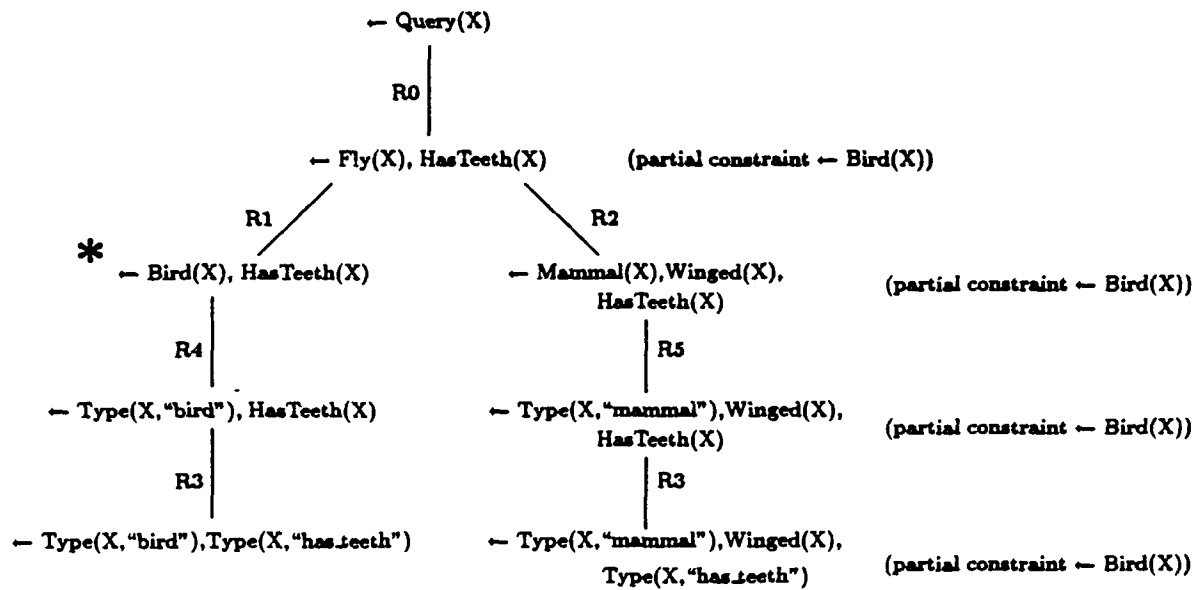 ← Query(X)
R0
← Fly(X), HasTeeth(X) (partial constraint ← Bird(X))
R1 R2
*
← Bird(X), HasTeeth(X) ← Mammal(X),Winged(X), (partial constraint ← Bird(X))
HasTeeth(X)
R4 R5
← Type(X,“bird”), HasTeeth(X) ← Type(X,“mammal”),Winged(X), (partial constraint ← Bird(X))
HasTeeth(X)
R3 R3
← Type(X,“bird”),Type(X,“has_teeth”) ← Type(X,“mammal”),Winged(X), (partial constraint ← Bird(X))
Type(X,“has_teeth”)